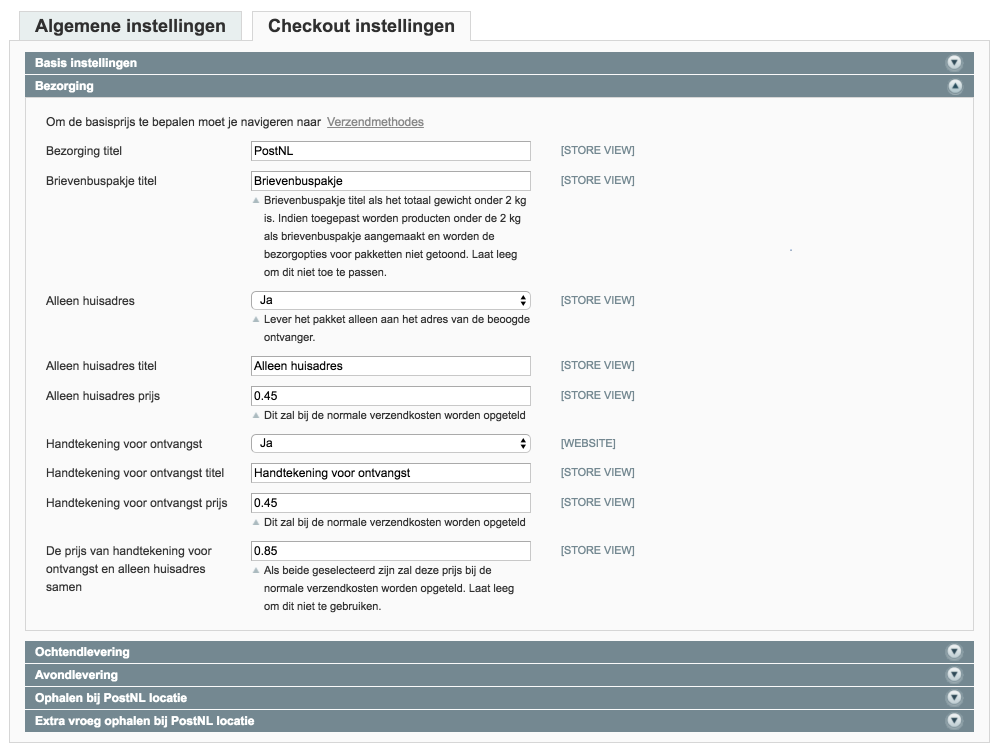 Algemene instellingen
Checkout instellingen
Basis instellingen
Bezorging
Om de basisprijs te bepalen moet je navigeren naar Verzendmethodes
Bezorging titel
PostNL
[STORE VIEW]
Brievenbuspakje titel
Brievenbuspakje
[STORE VIEW]
Brievenbuspakje titel als het totaal gewicht onder 2 kg
is. Indien toegepast worden producten onder de 2 kg
als brievenbuspakje aangemaakt en worden de
bezorgopties voor pakketten niet getoond. Laat leeg
om dit niet toe te passen.
Alleen huisadres
Ja
[STORE VIEW]
Lever het pakket alleen aan het adres van de beoogde
ontvanger.
Alleen huisadres titel
Alleen huisadres
[STORE VIEW]
Alleen huisadres prijs
0.45
[STORE VIEW]
Dit zal bij de normale verzendkosten worden opgeteld
Handtekening voor ontvangst
Ja
[WEBSITE]
Handtekening voor ontvangst titel
Handtekening voor ontvangst
[STORE VIEW]
Handtekening voor ontvangst prijs
0.45
[STORE VIEW]
Dit zal bij de normale verzendkosten worden opgeteld
De prijs van handtekening voor
ontvangst en alleen huisadres
samen
0.85
[STORE VIEW]
Als beide geselecteerd zijn zal deze prijs bij de
normale verzendkosten worden opgeteld. Laat leeg
om dit niet te gebruiken.
Ochtendlevering
Avondlevering
Ophalen bij PostNL locatie
Extra vroeg ophalen bij PostNL locatie